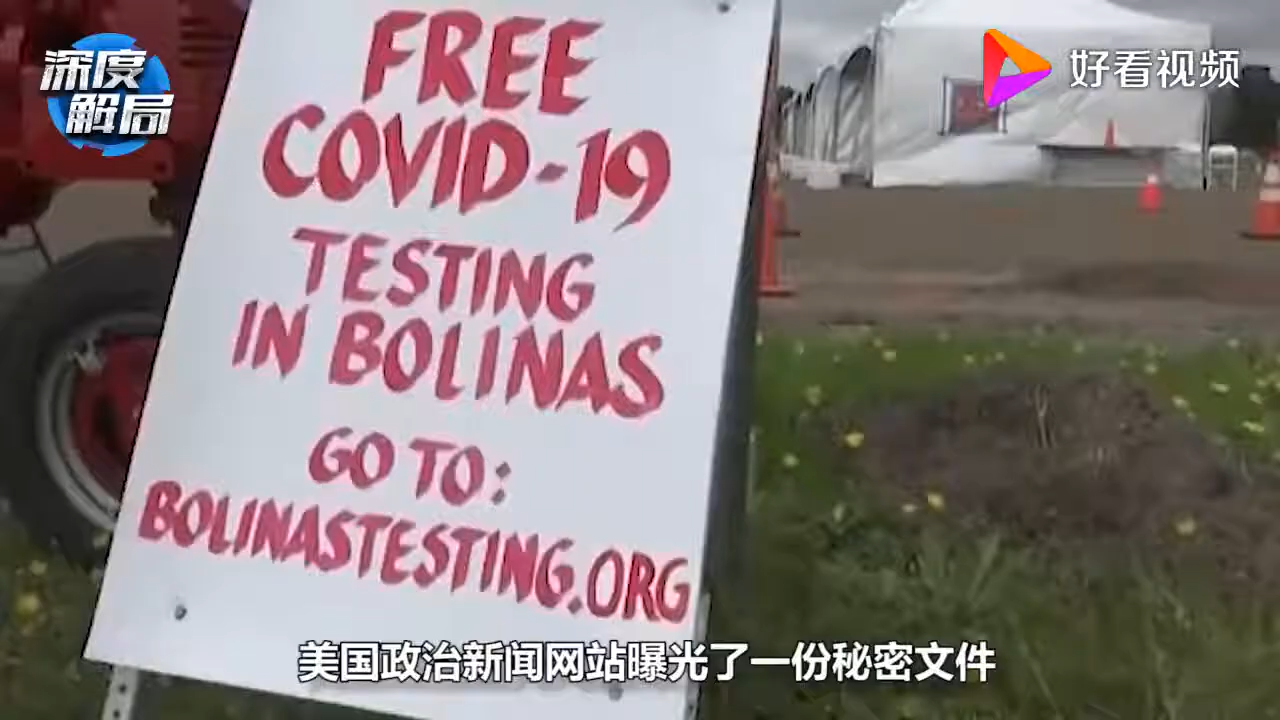 深度
解局
好看视频
FREE
COVID-19
TESTING
IN BOLINAS
GO TO:
BOLINASTESTING.ORG
美国政治新闻网站曝光了一份秘密文件